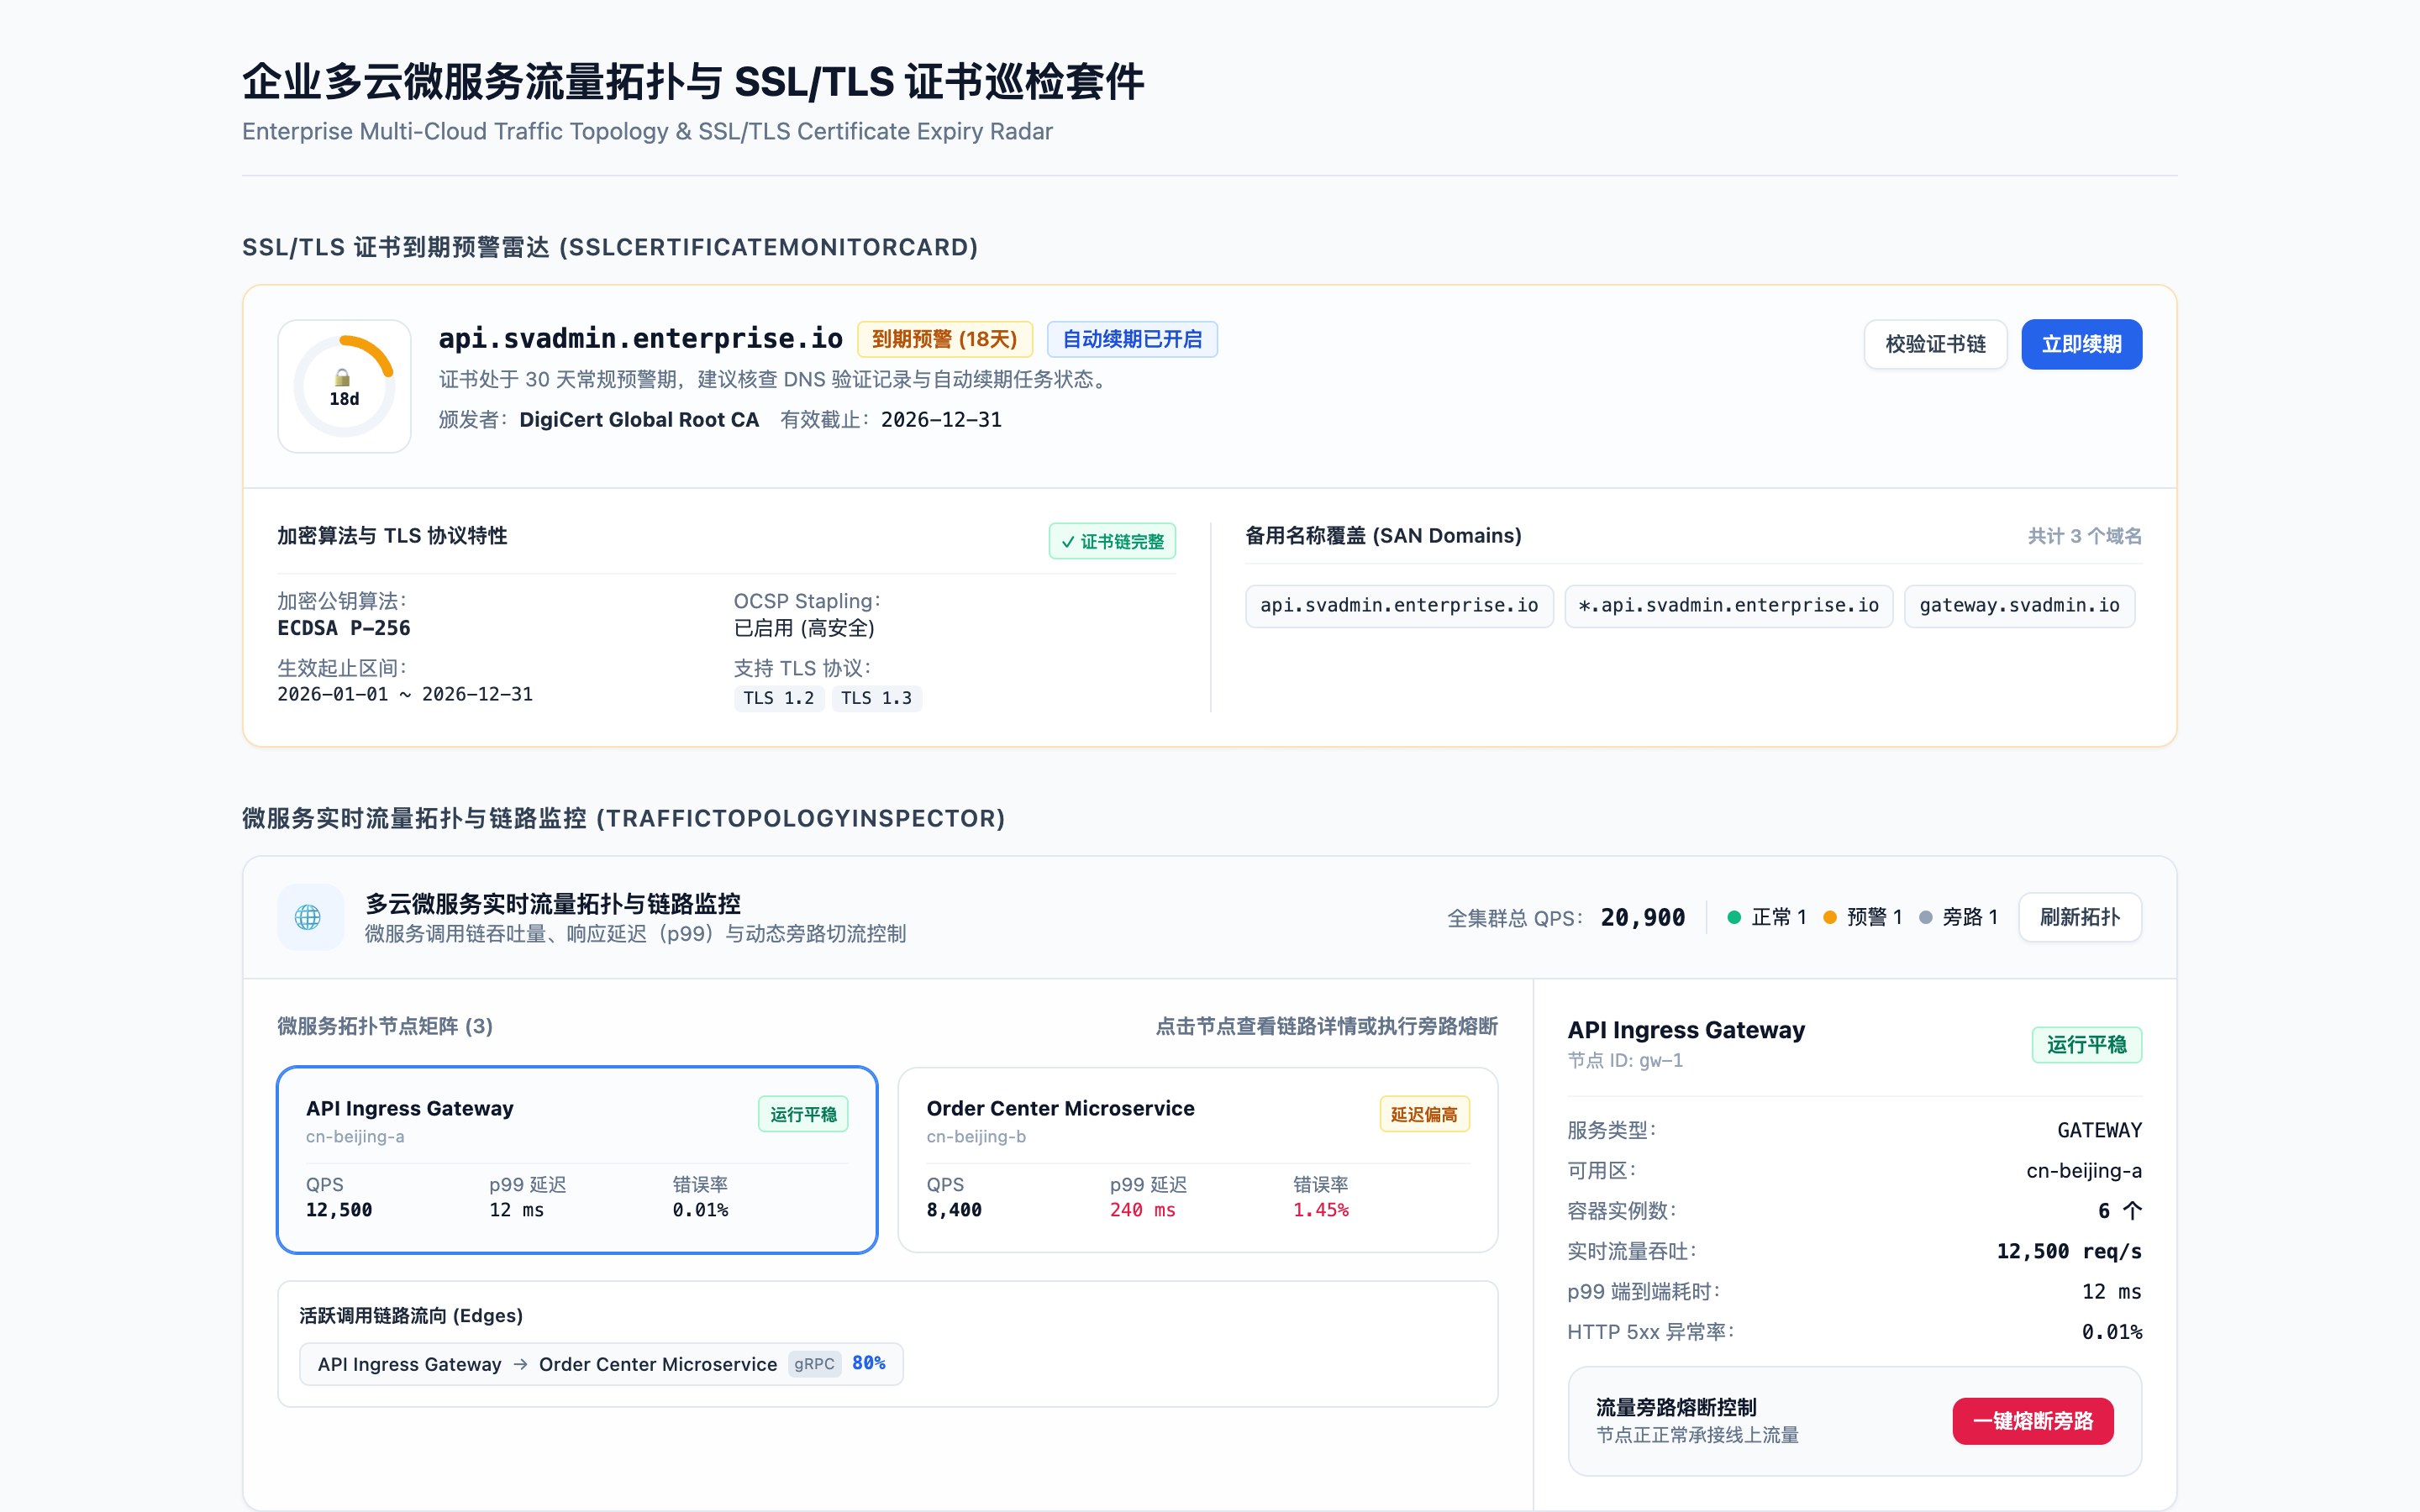 企业多云微服务流量拓扑与 SSL/TLS 证书巡检套件
Enterprise Multi-Cloud Traffic Topology & SSL/TLS Certificate Expiry Radar
SSL/TLS 证书到期预警雷达 (SSLCERTIFICATEMONITORCARD)
18d
api.svadmin.enterprise.io 到期预警 (18天) 自动续期已开启
证书处于 30 天常规预警期，建议核查 DNS 验证记录与自动续期任务状态。
颁发者： DigiCert Global Root CA 有效截止： 2026-12-31
校验证书链 立即续期
加密算法与 TLS 协议特性 ✓ 证书链完整
加密公钥算法：
ECDSA P-256
OCSP Stapling：
已启用 (高安全)
生效起止区间：
2026-01-01 ~ 2026-12-31
支持 TLS 协议：
TLS 1.2 TLS 1.3
备用名称覆盖 (SAN Domains) 共计 3 个域名
api.svadmin.enterprise.io *.api.svadmin.enterprise.io gateway.svadmin.io
微服务实时流量拓扑与链路监控 (TRAFFICTOPOLOGYINSPECTOR)
多云微服务实时流量拓扑与链路监控
微服务调用链吞吐量、响应延迟（p99）与动态旁路切流控制
全集群总 QPS： 20,900 正常 1 预警 1 旁路 1 刷新拓扑
微服务拓扑节点矩阵 (3) 点击节点查看链路详情或执行旁路熔断
API Ingress Gateway 运行平稳
cn-beijing-a
QPS p99 延迟 错误率
12,500 12 ms 0.01%
Order Center Microservice 延迟偏高
cn-beijing-b
QPS p99 延迟 错误率
8,400 240 ms 1.45%
活跃调用链路流向 (Edges)
API Ingress Gateway → Order Center Microservice gRPC 80%
API Ingress Gateway 运行平稳
节点 ID: gw-1
服务类型： GATEWAY
可用区： cn-beijing-a
容器实例数： 6 个
实时流量吞吐： 12,500 req/s
p99 端到端耗时： 12 ms
HTTP 5xx 异常率： 0.01%
流量旁路熔断控制
节点正正常承接线上流量
一键熔断旁路